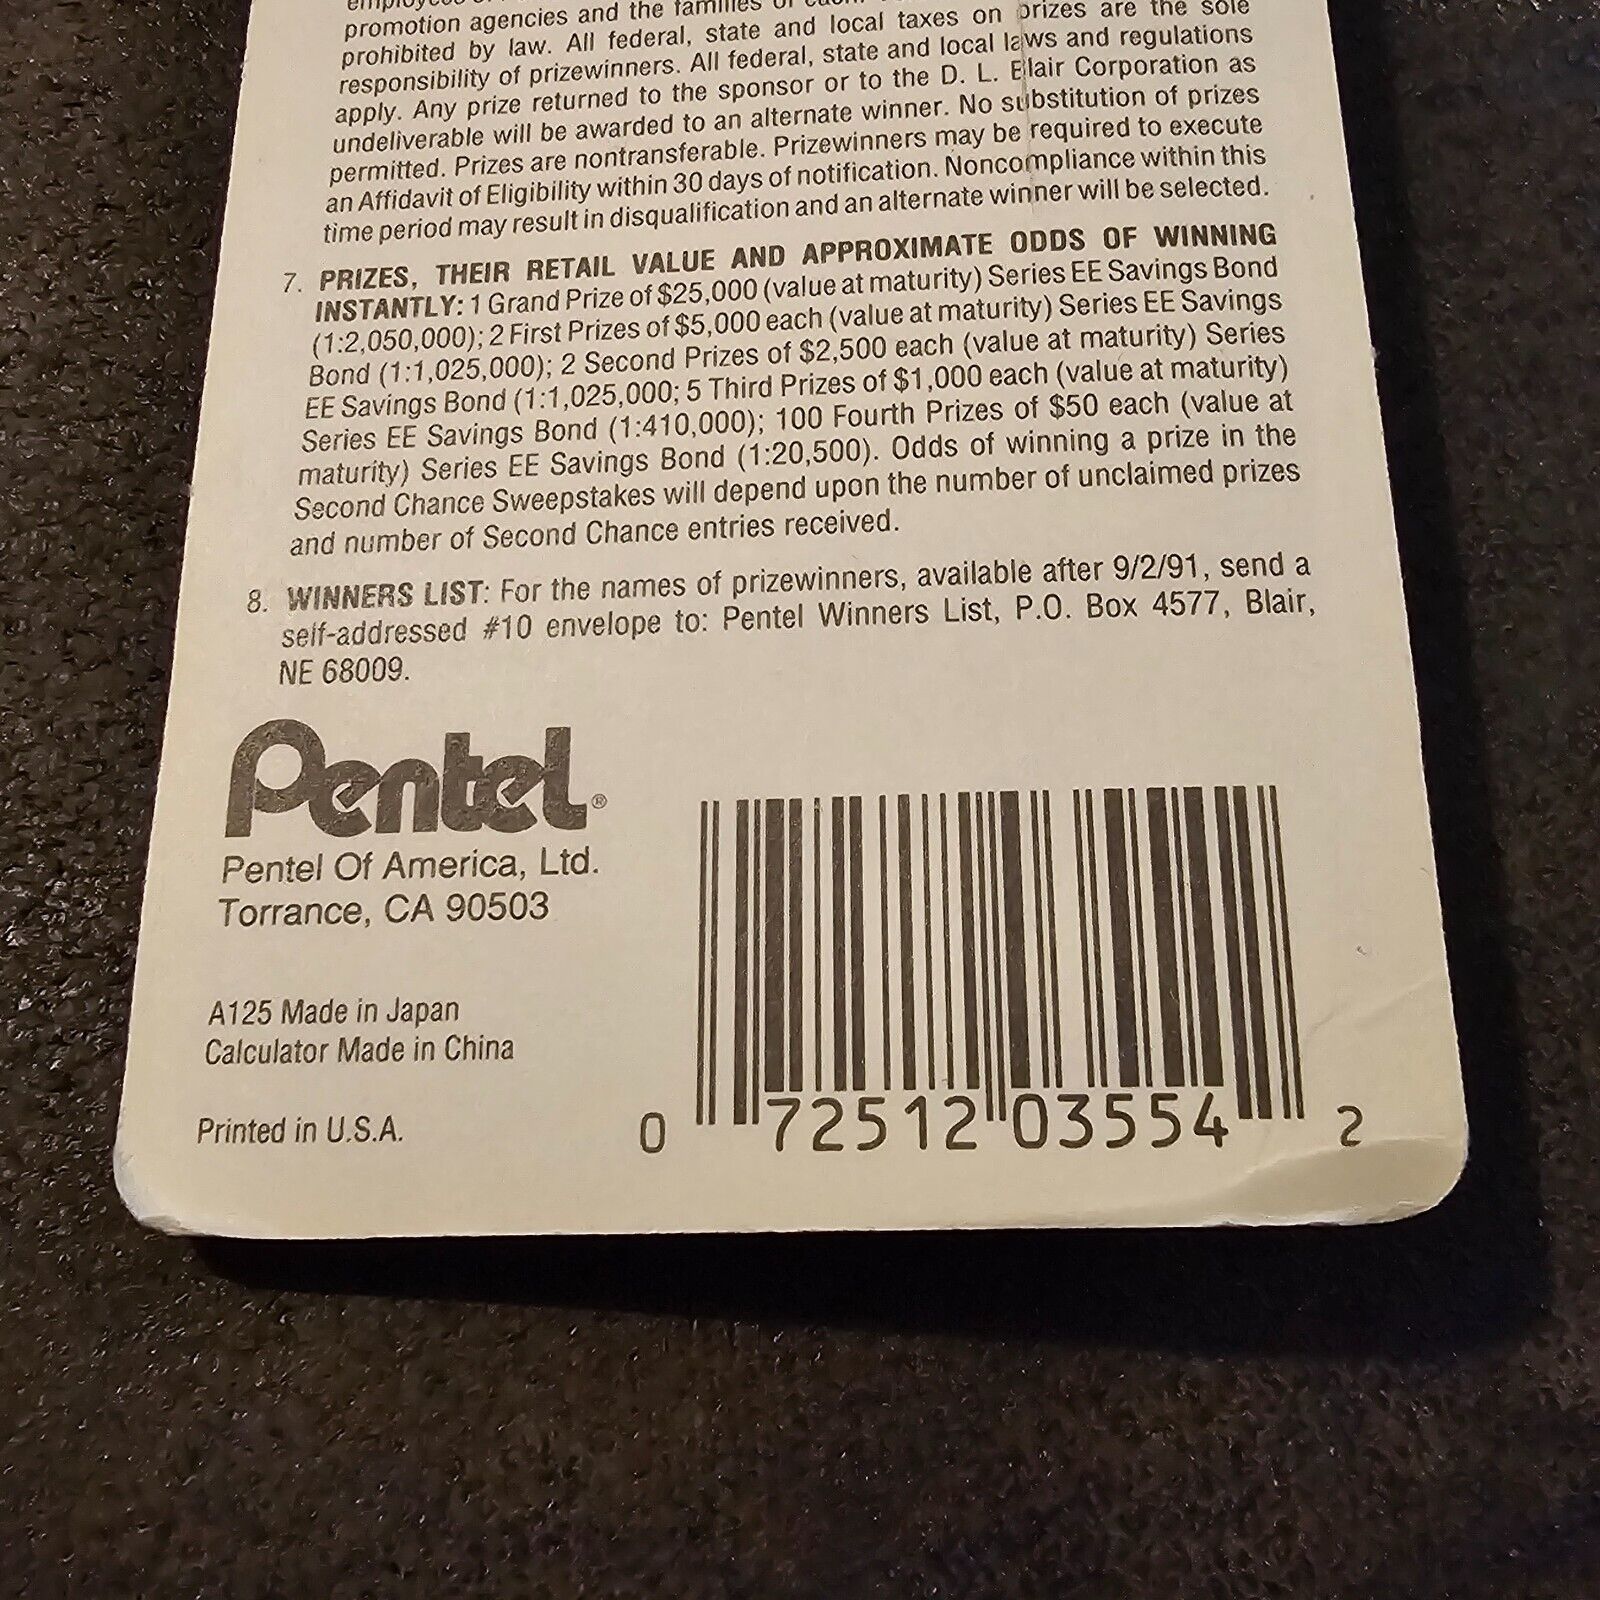 promotion agencies and the families of each.
prohibited by law. All federal, state and local taxes on prizes are the sole
responsibility of prizewinners. All federal, state and local laws and regulations
apply. Any prize returned to the sponsor or to the D. L. Blair Corporation as
undeliverable will be awarded to an alternate winner. No substitution of prizes
permitted. Prizes are nontransferable. Prizewinners may be required to execute
an Affidavit of Eligibility within 30 days of notification. Noncompliance within this
time period may result in disqualification and an alternate winner will be selected.
7. PRIZES, THEIR RETAIL VALUE AND APPROXIMATE ODDS OF WINNING
INSTANTLY: 1 Grand Prize of $25,000 (value at maturity) Series EE Savings Bond
(1:2,050,000); 2 First Prizes of $5,000 each (value at maturity) Series EE Savings
Bond (1:1,025,000); 2 Second Prizes of $2,500 each (value at maturity) Series
EE Savings Bond (1:1,025,000; 5 Third Prizes of $1,000 each (value at maturity)
Series EE Savings Bond (1:410,000); 100 Fourth Prizes of $50 each (value at
maturity) Series EE Savings Bond (1:20,500). Odds of winning a prize in the
Second Chance Sweepstakes will depend upon the number of unclaimed prizes
and number of Second Chance entries received.
8. WINNERS LIST: For the names of prizewinners, available after 9/2/91, send a
self-addressed #10 envelope to: Pentel Winners List, P.O. Box 4577, Blair,
NE 68009.
Pentel®
Pentel Of America, Ltd.
Torrance, CA 90503
A125 Made in Japan
Calculator Made in China
Printed in U.S.A.
0 72512 03554 2